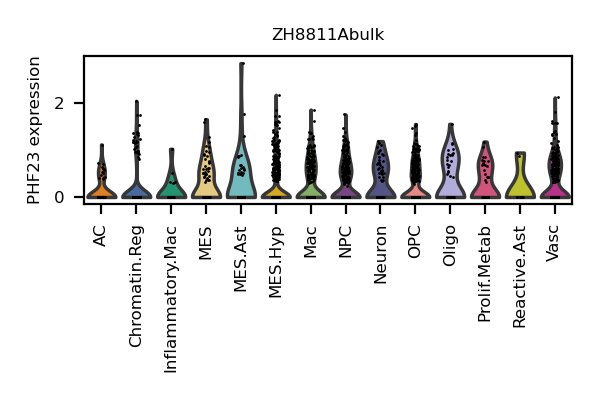 ZH8811Abulk
PHF23 expression
2
0
AC
Chromatin.Reg
Inflammatory.Mac
MES
MES.Ast
MES.Hyp
Mac
NPC
Neuron
OPC
Oligo
Prolif.Metab
Reactive.Ast
Vasc